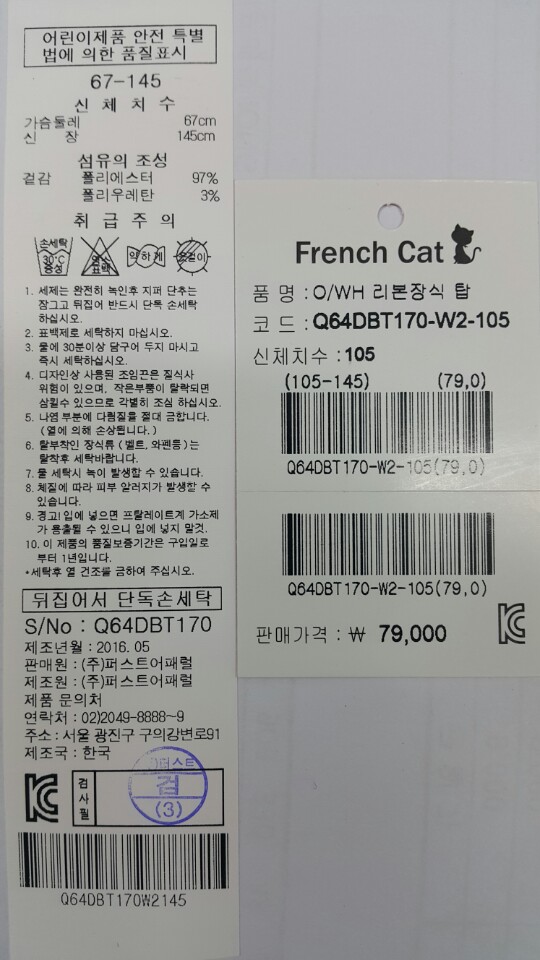 어린이제품 안전 특별
법에 의한 품질표시
67-145
신 체 치 수
가슴둘레 67cm
신 장 145cm
섬유의 조성
겉감 폴리에스터 97%
폴리우레탄 3%
취 급 주 의
손세탁
30°C
중성
염소
표백
약하게
옷걸이
1. 세제는 완전히 녹인후 지퍼 단추는
잠그고 뒤집어 반드시 단독 손세탁
하십시오.
2. 표백제로 세탁하지 마십시오.
3. 물에 30분이상 담구어 두지 마시고
즉시 세탁하십시오.
4. 디자인상 사용된 조임끈은 질식사
위험이 있으며, 작은부품이 탈락되면
삼킬수 있으므로 각별히 조심 하십시오.
5. 나염 부분에 다림질을 절대 금합니다.
(열에 의해 손상됩니다.)
6. 탈부착인 장식류 (벨트, 와펜등)는
탈착후 세탁바랍니다.
7. 물 세탁시 녹이 발생할 수 있습니다.
8. 체질에 따라 피부 알러지가 발생할 수
있습니다.
9. 경고! 입에 넣으면 프탈레이트계 가소제
가 용출될 수 있으니 입에 넣지 말것.
10. 이 제품의 품질보증기간은 구입일로
부터 1년입니다.
*세탁후 열 건조를 금하여 주십시오.
뒤집어서 단독손세탁
S/No : Q64DBT170
제조년월 : 2016. 05
판매원 : (주)퍼스트어패럴
제조원 : (주)퍼스트어패럴
제품 문의처
연락처 : 02)2049-8888~9
주소 : 서울 광진구 구의강변로91
제조국 : 한국
검사필
퍼스트
검
(3)
Q64DBT170W2145
French Cat
품 명 : O/WH 리본장식 탑
코 드 : Q64DBT170-W2-105
신체치수 : 105
(105-145) (79,0)
Q64DBT170-W2-105(79,0)
Q64DBT170-W2-105(79,0)
판매가격 : ₩ 79,000